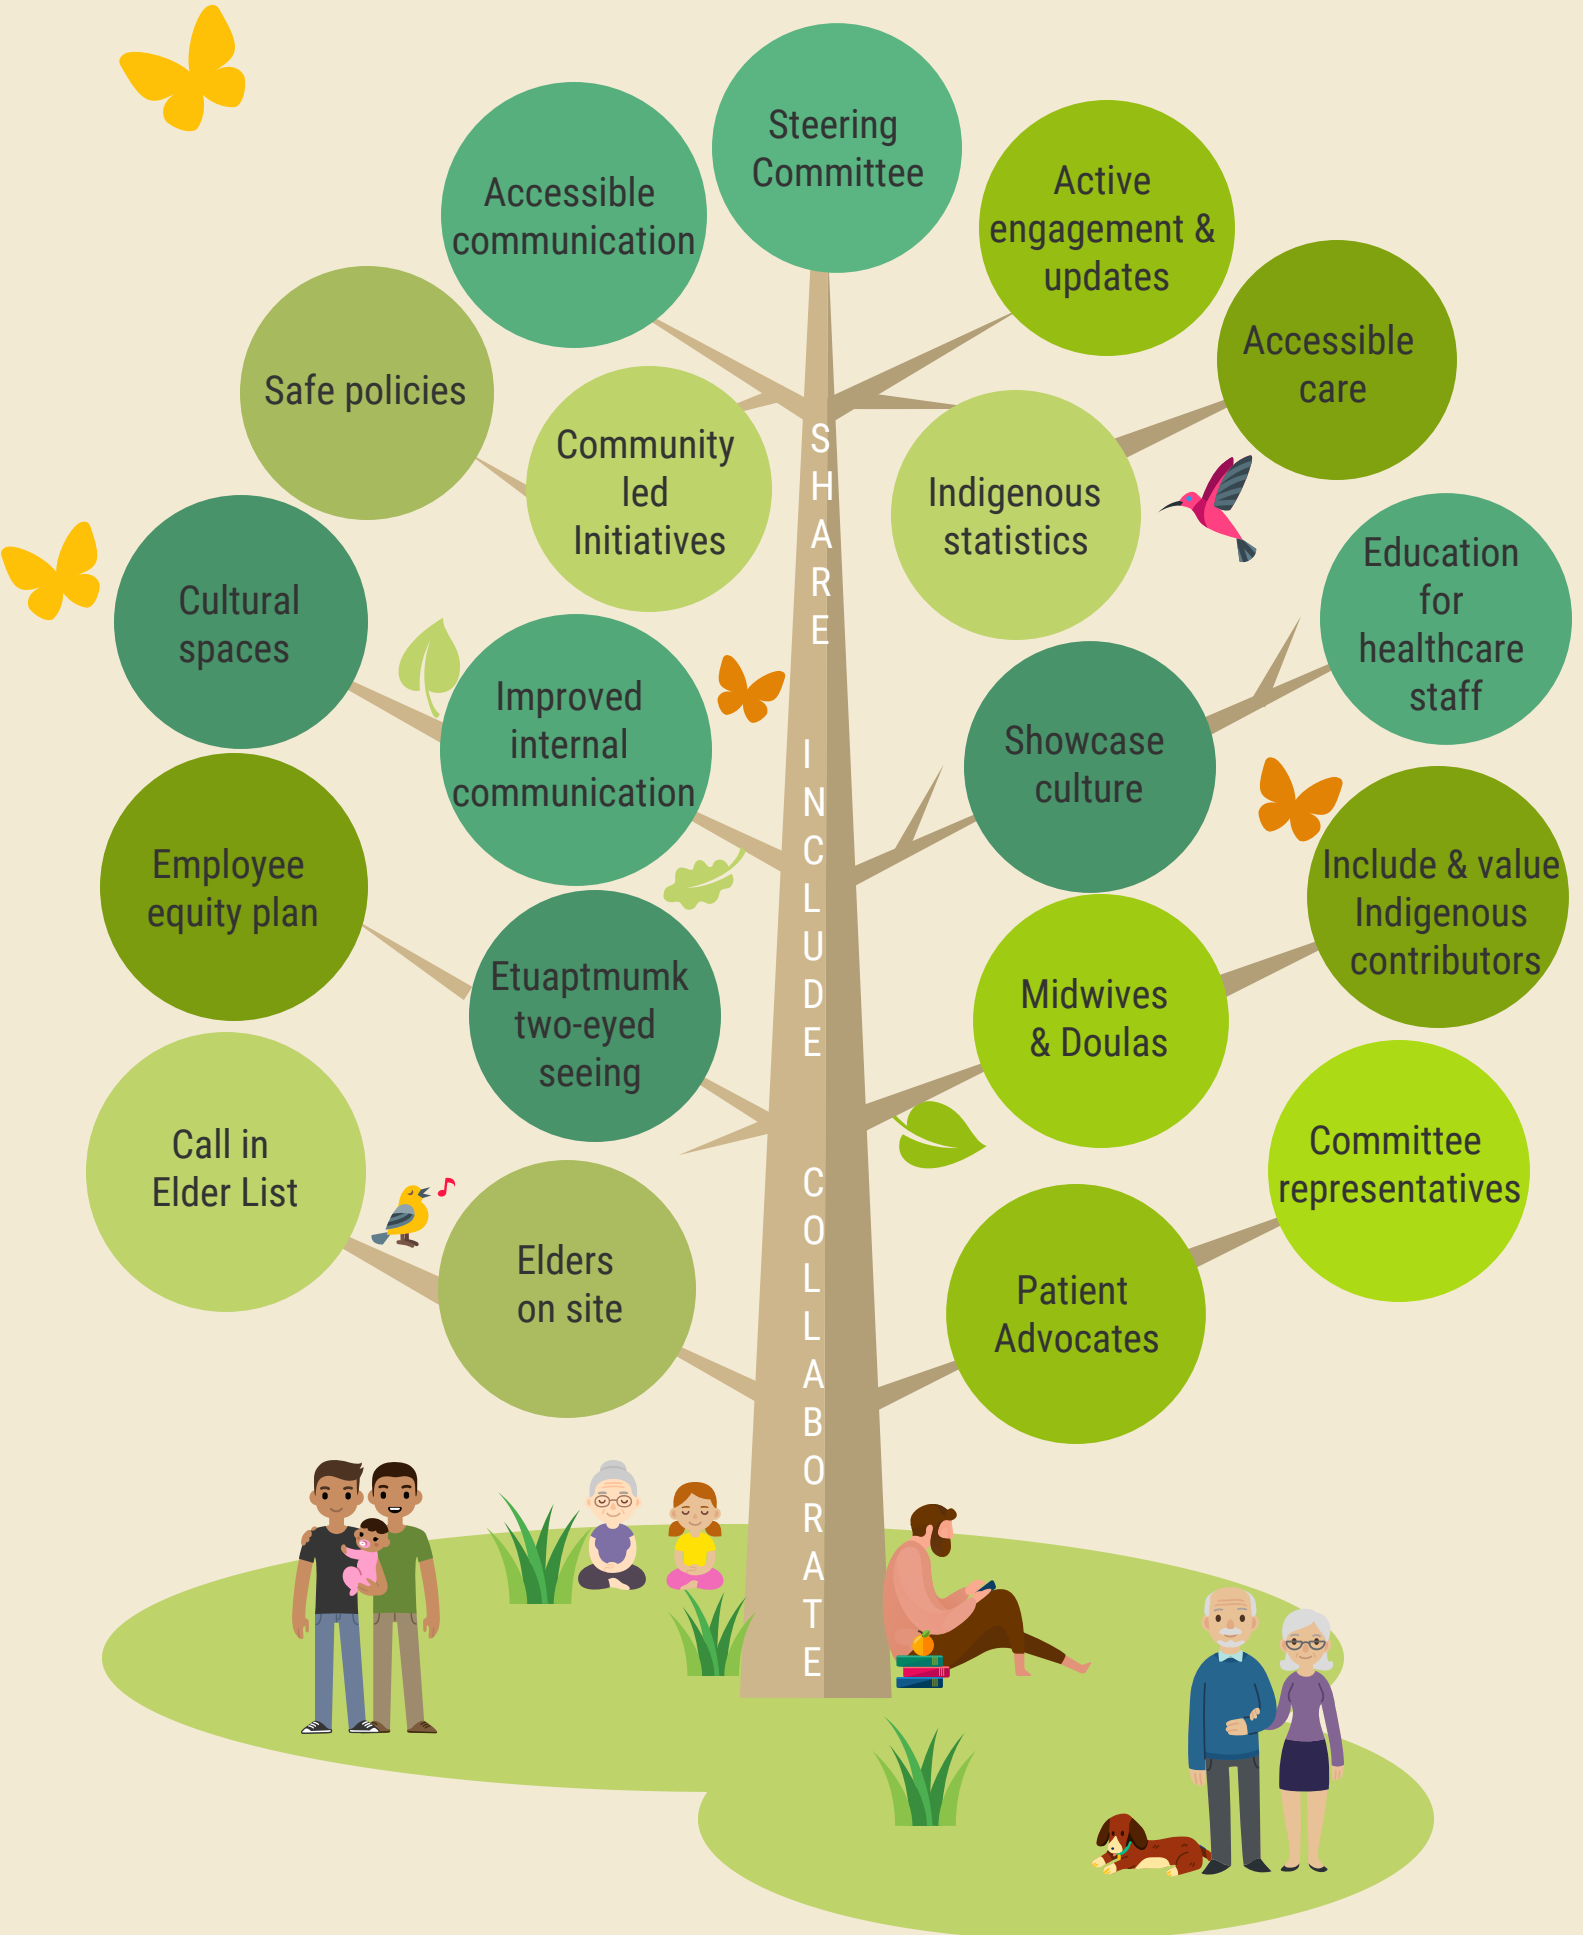 Steering
Committee
Accessible
communication
Active
engagement &
updates
Accessible
care
Safe policies
Community
led
Initiatives
Indigenous
statistics
Cultural
spaces
Improved
internal
communication
Education
for
healthcare
staff
Showcase
culture
Employee
equity plan
Etuaptmumk
two-eyed
seeing
Include & value
Indigenous
contributors
Midwives
& Doulas
Call in
Elder List
Elders
on site
Committee
representatives
Patient
Advocates
SHARE INCLUDE COLLABORATE